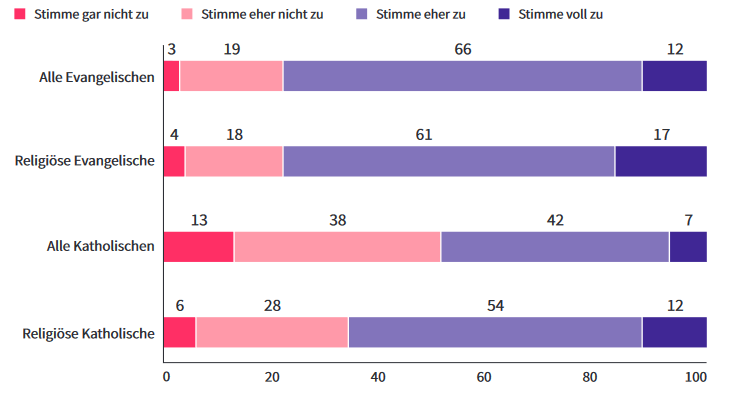 Stimme gar nicht zu Stimme eher nicht zu Stimme eher zu Stimme voll zu
3 19 66 12
Alle Evangelischen
4 18 61 17
Religiöse Evangelische
13 38 42 7
Alle Katholischen
6 28 54 12
Religiöse Katholische
0 20 40 60 80 100